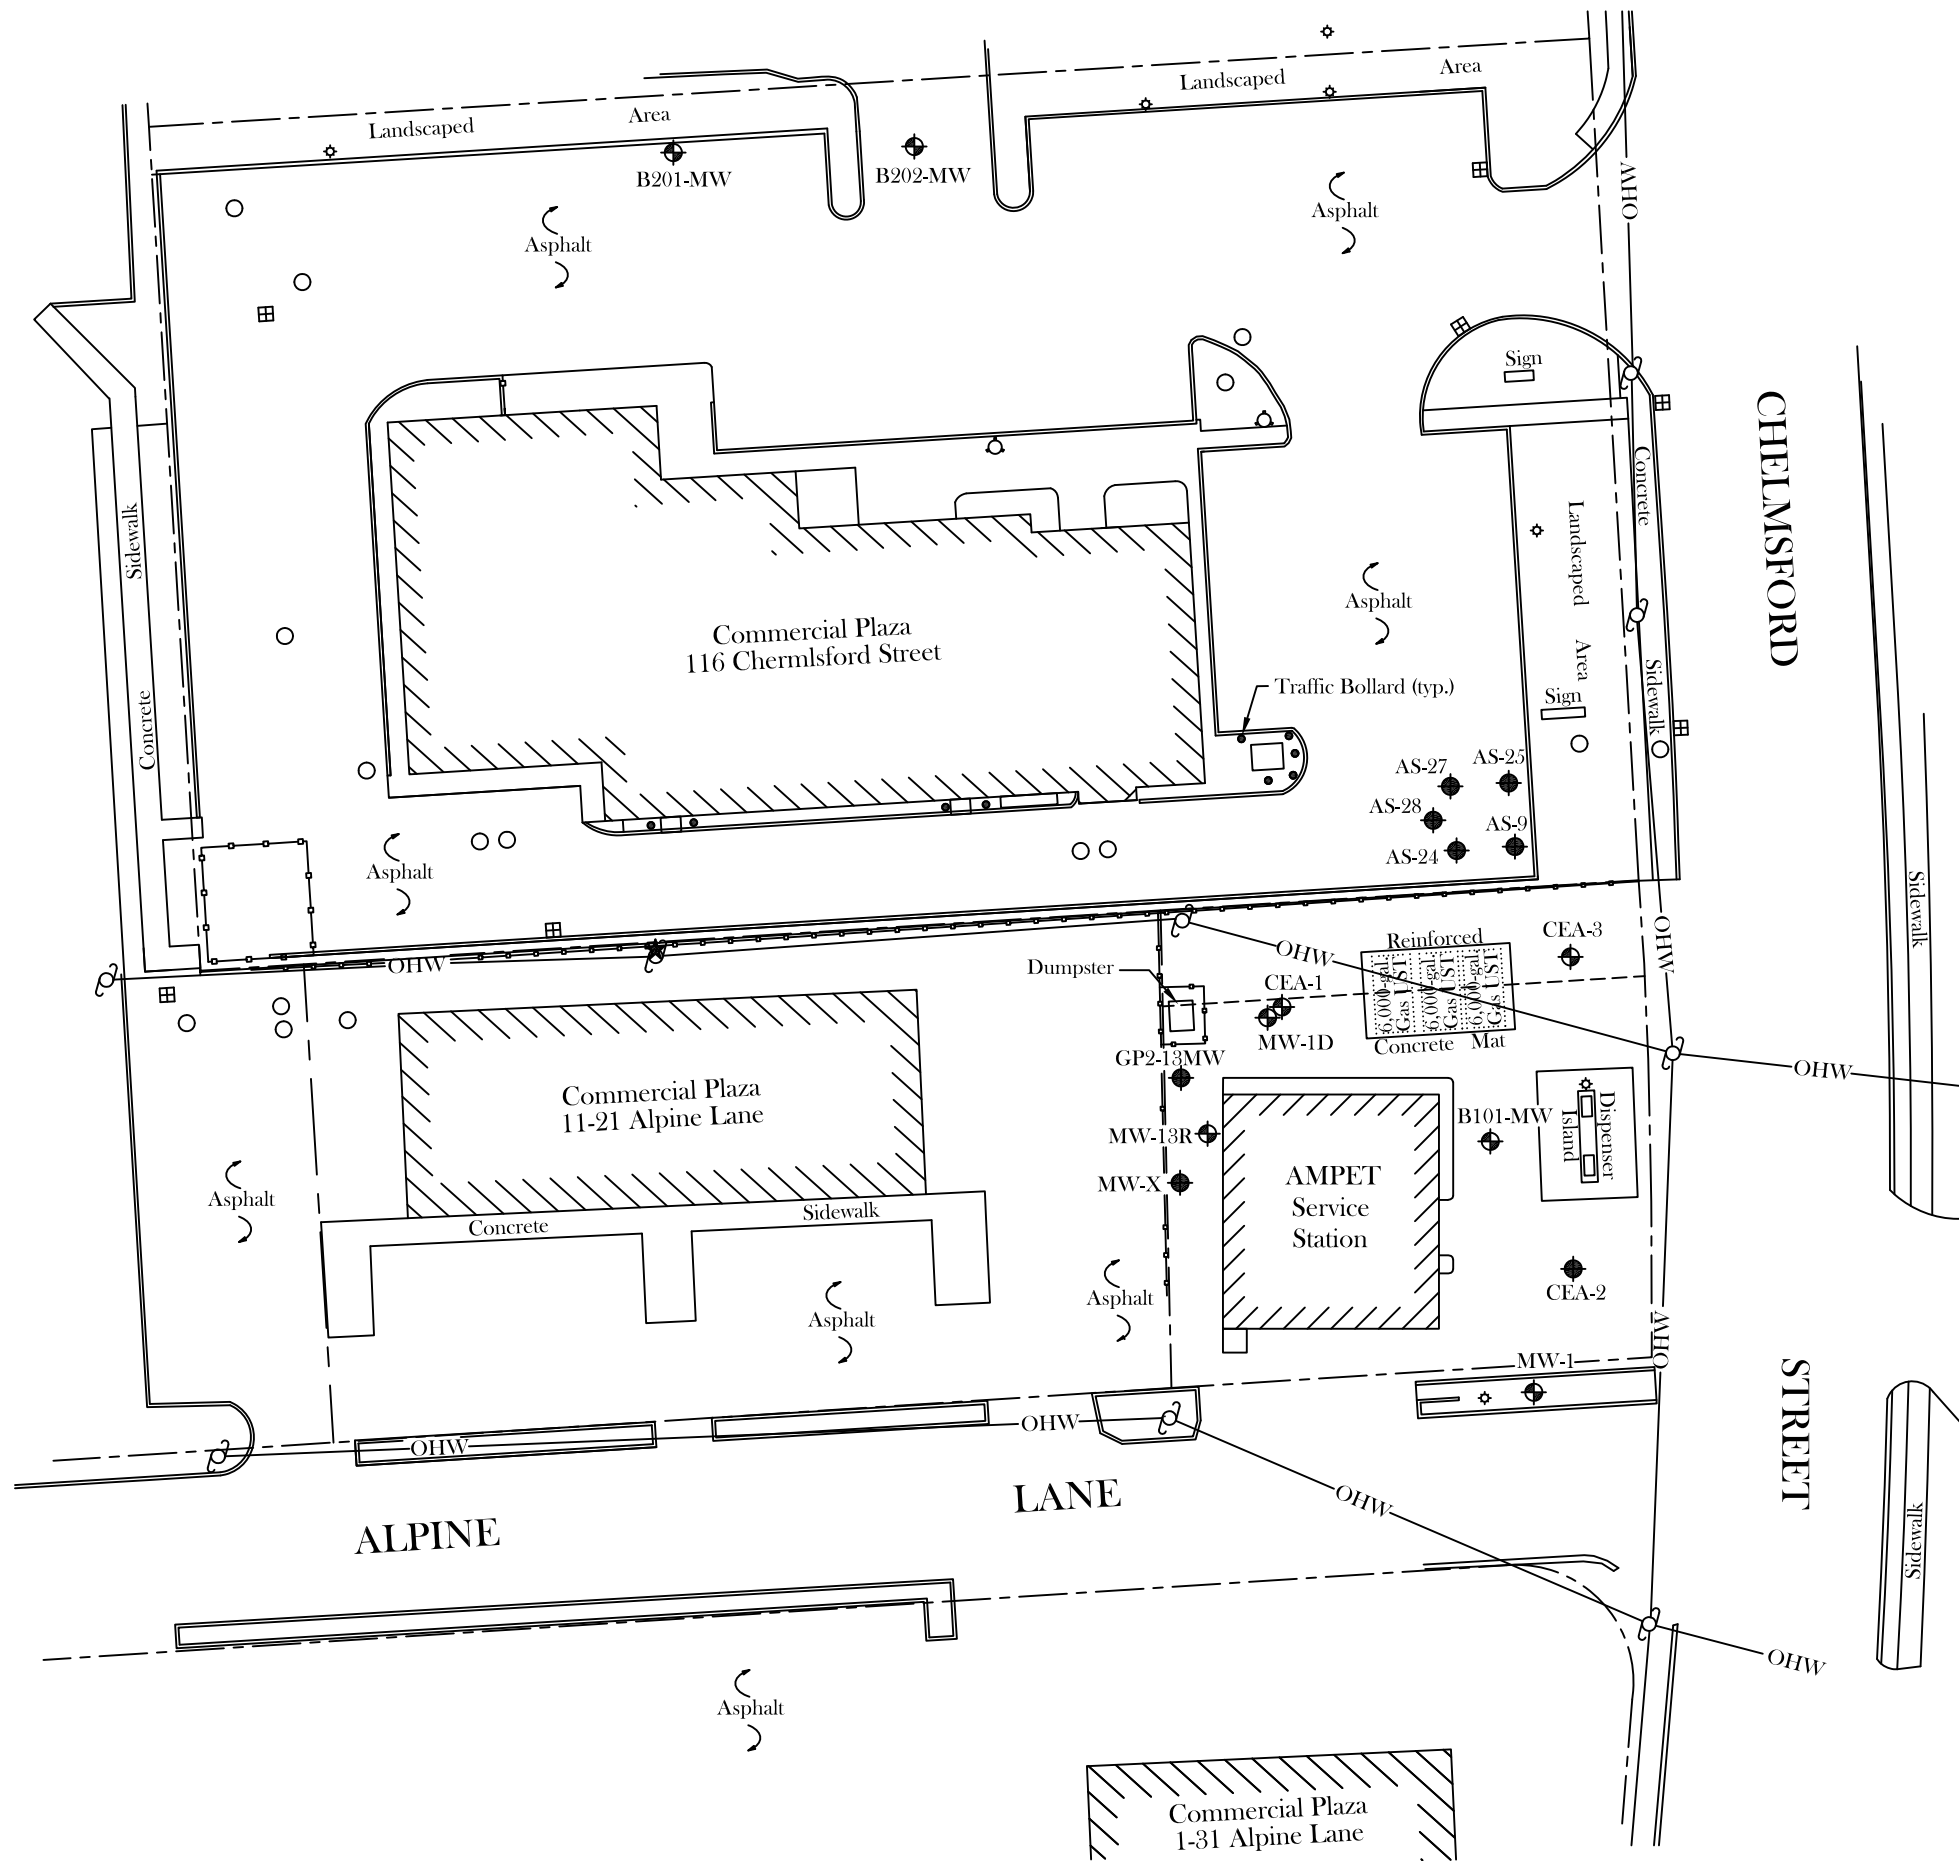 Landscaped
Area
Landscaped
Area
B201-MW
B202-MW
OHW
Asphalt
Asphalt
Sign
CHELMSFORD
Concrete
Landscaped
Area
Sidewalk
Sidewalk
Concrete
Commercial Plaza
116 Chermlsford Street
Asphalt
Traffic Bollard (typ.)
Sign
AS-27
AS-25
AS-28
AS-9
AS-24
Asphalt
Sidewalk
OHW
OHW
OHW
Reinforced
CEA-3
Dumpster
CEA-1
6,000-gal
Gas UST
6,000-gal
Gas UST
6,000-gal
Gas UST
MW-1D
Concrete
Mat
GP2-13MW
OHW
Commercial Plaza
11-21 Alpine Lane
MW-13R
B101-MW
Dispenser
Island
MW-X
AMPET
Service
Station
Asphalt
Concrete
Sidewalk
Asphalt
Asphalt
CEA-2
OHW
MW-1
STREET
OHW
OHW
OHW
ALPINE
LANE
Sidewalk
OHW
Asphalt
Commercial Plaza
1-31 Alpine Lane